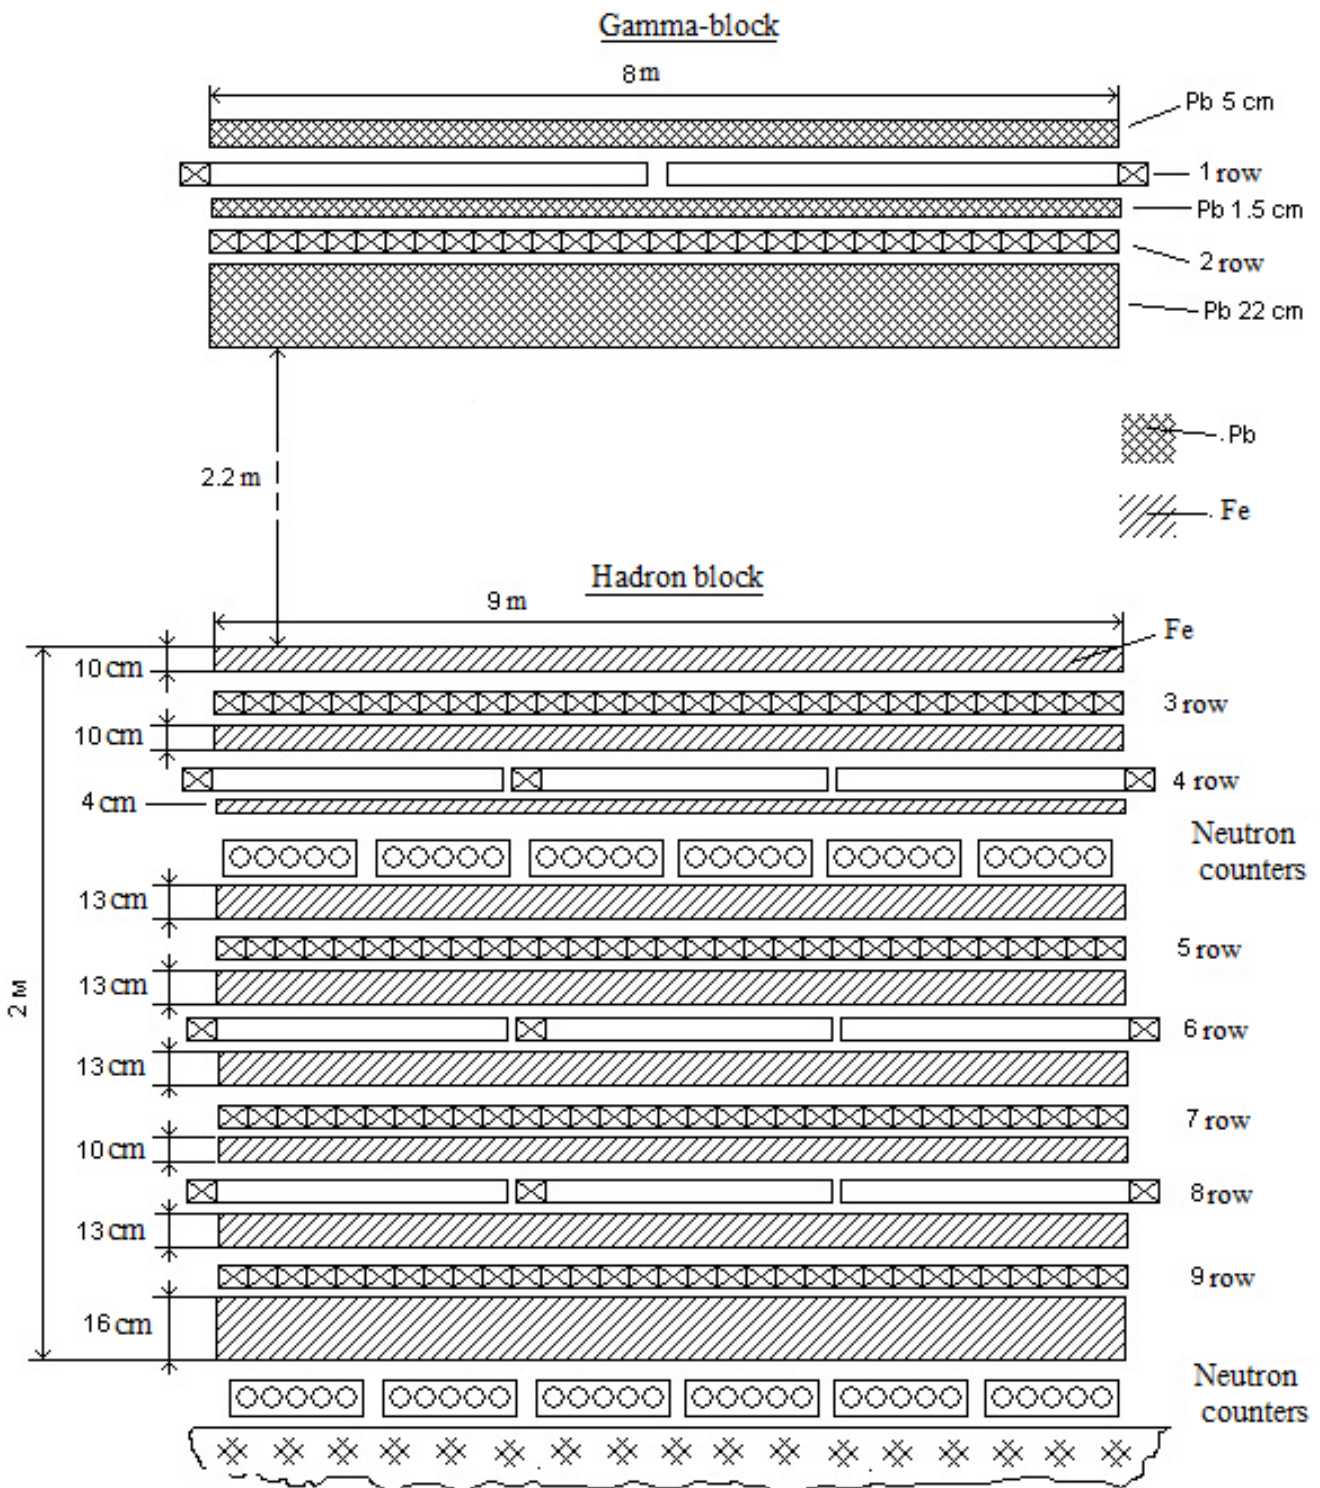 Gamma-block
8 m
Pb 5 cm
1 row
Pb 1.5 cm
2 row
Pb 22 cm
Pb
2.2 m
Fe
Hadron block
9 m
Fe
10 cm
3 row
10 cm
4 row
4 cm
Neutron
counters
13 cm
5 row
13 cm
2 м
6 row
13 cm
7 row
10 cm
8 row
13 cm
9 row
16 cm
Neutron
counters